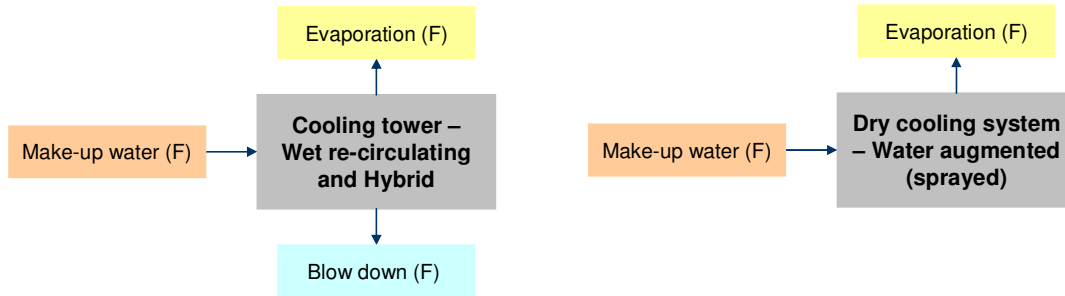 Evaporation (F)
Make-up water (F)
Cooling tower –
Wet re-circulating
and Hybrid
Blow down (F)
Evaporation (F)
Make-up water (F)
Dry cooling system
– Water augmented
(sprayed)